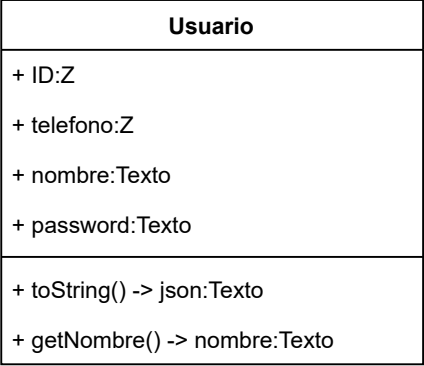 Usuario
+ ID:Z
+ telefono:Z
+ nombre:Texto
+ password:Texto
+ toString() -> json:Texto
+ getNombre() -> nombre:Texto